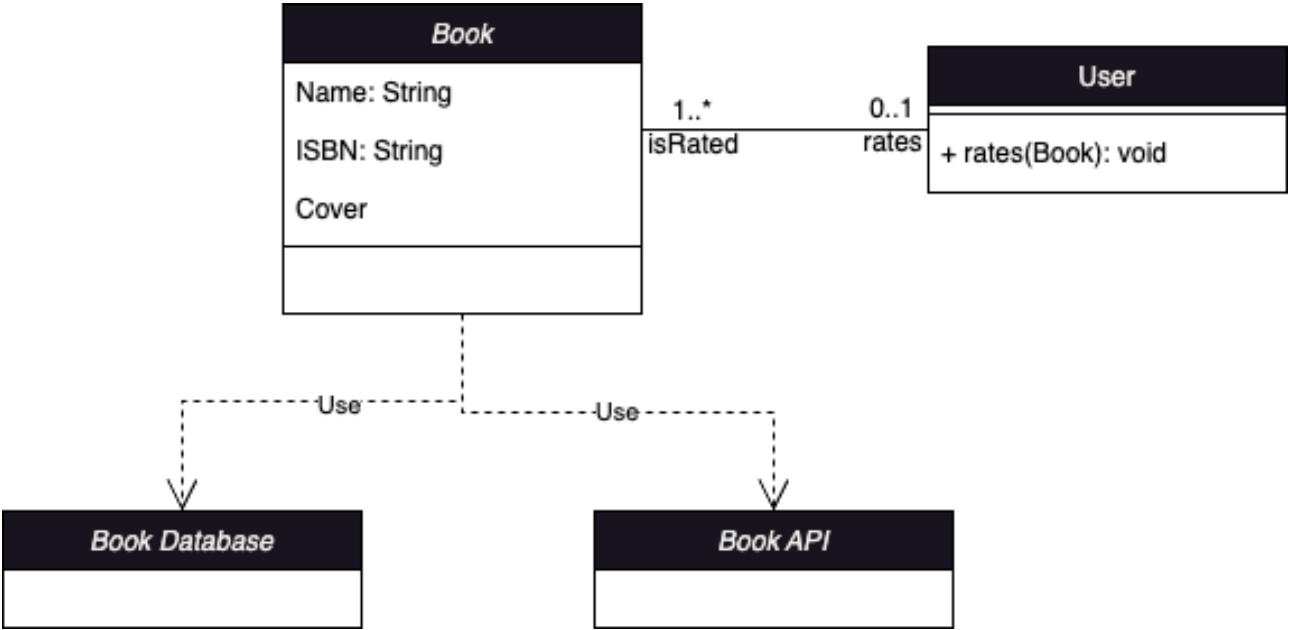 Book
Name: String
ISBN: String
Cover
1..*
isRated
0..1
rates
User
+ rates(Book): void
Use
Use
Book Database
Book API